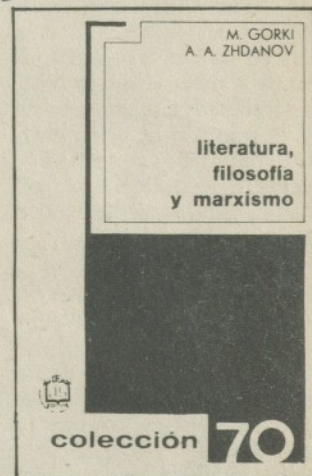 M. GORKI
A. A. ZHDANOV
literatura,
filosofía
y marxismo
colección 70